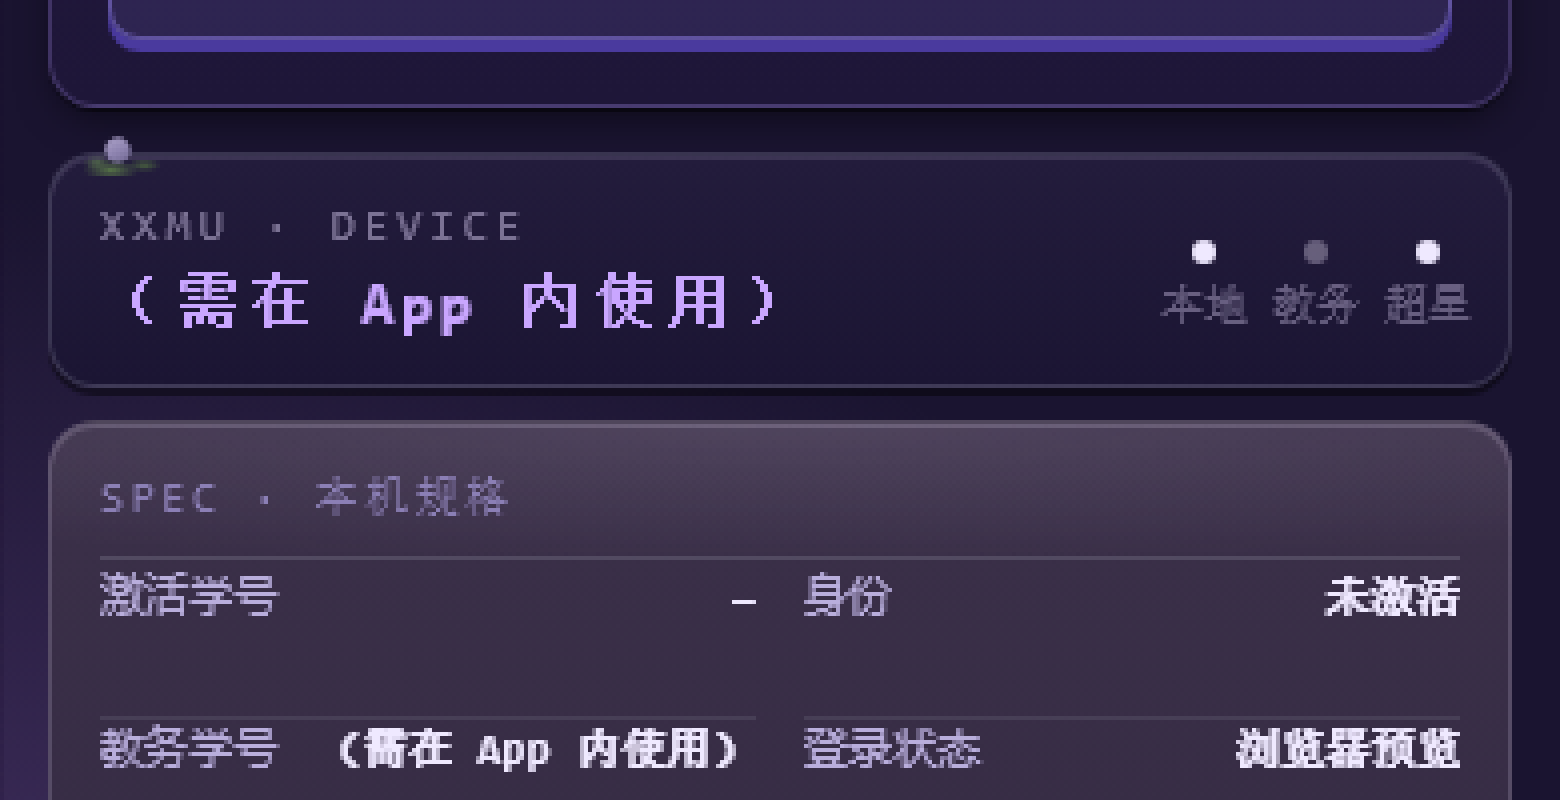 XXMU · DEVICE
（需在 App 内使用）
本地 教务 超星
SPEC · 本机规格
激活学号 — 身份 未激活
教务学号 （需在 App 内使用） 登录状态 浏览器预览